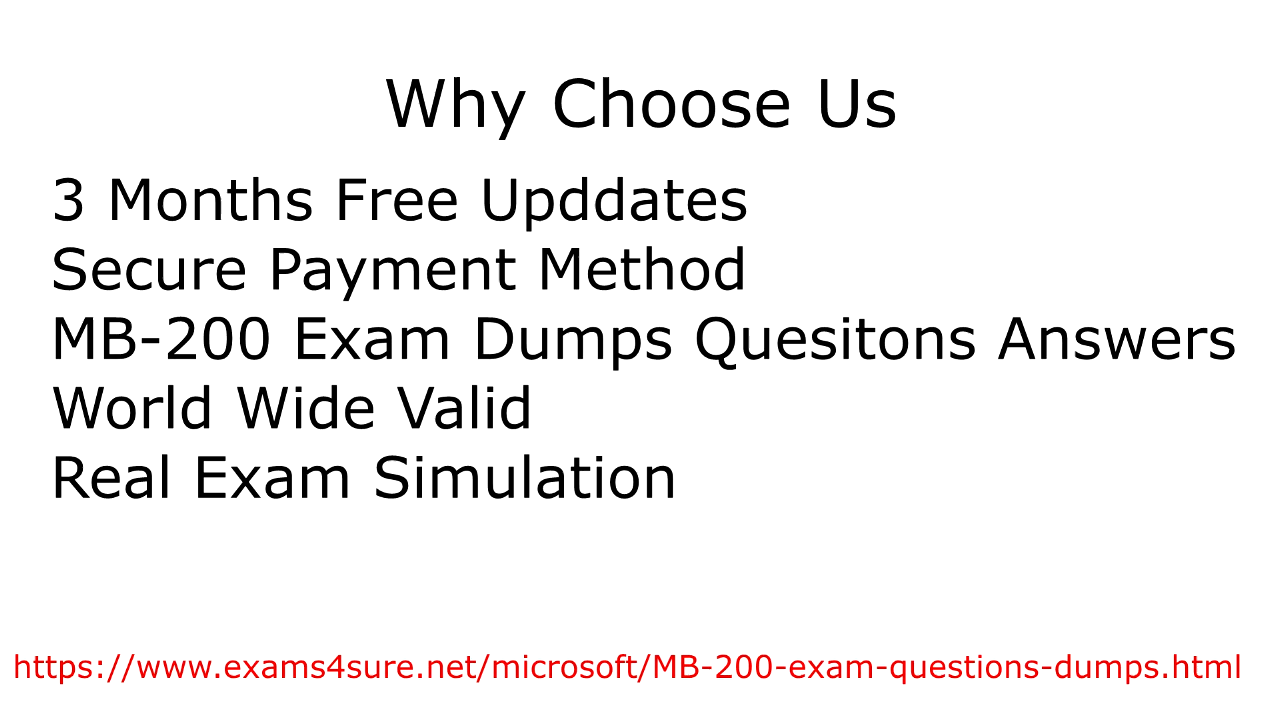 Why Choose Us
3 Months Free Upddates
Secure Payment Method
MB-200 Exam Dumps Quesitons Answers
World Wide Valid
Real Exam Simulation
https://www.exams4sure.net/microsoft/MB-200-exam-questions-dumps.html